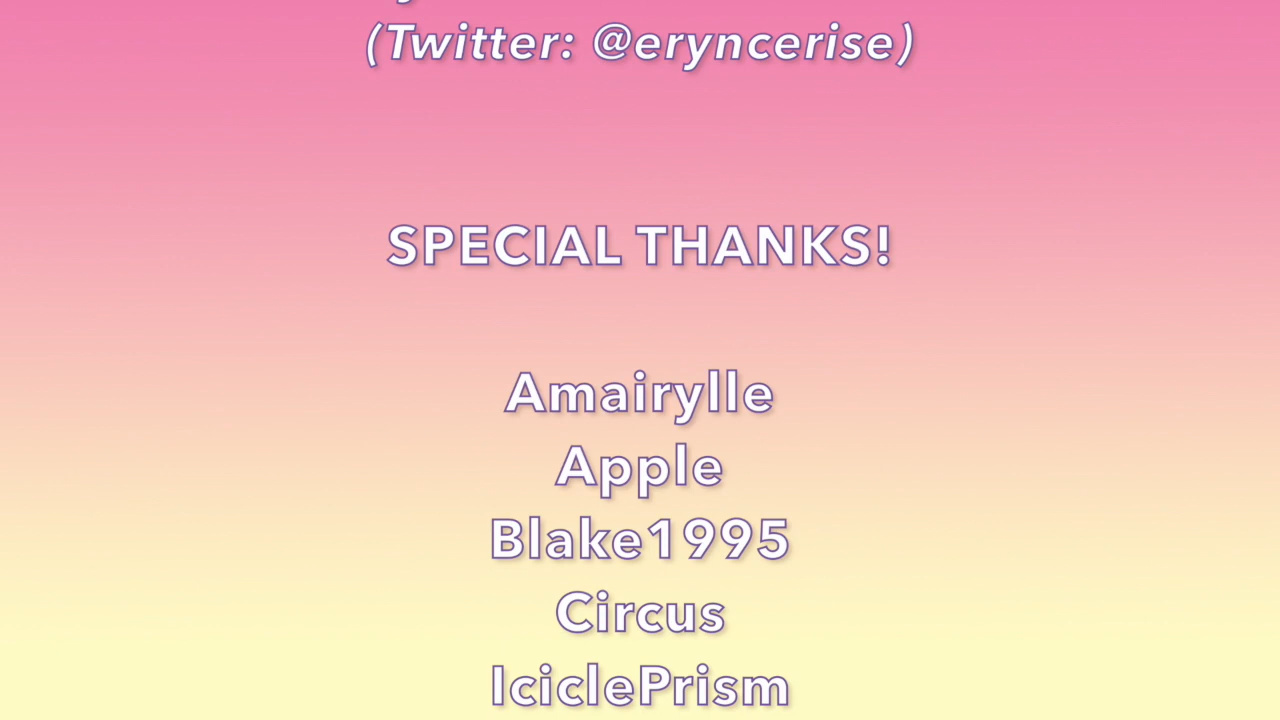 (Twitter: @eryncerise)
SPECIAL THANKS!
Amairylle
Apple
Blake1995
Circus
IciclePrism